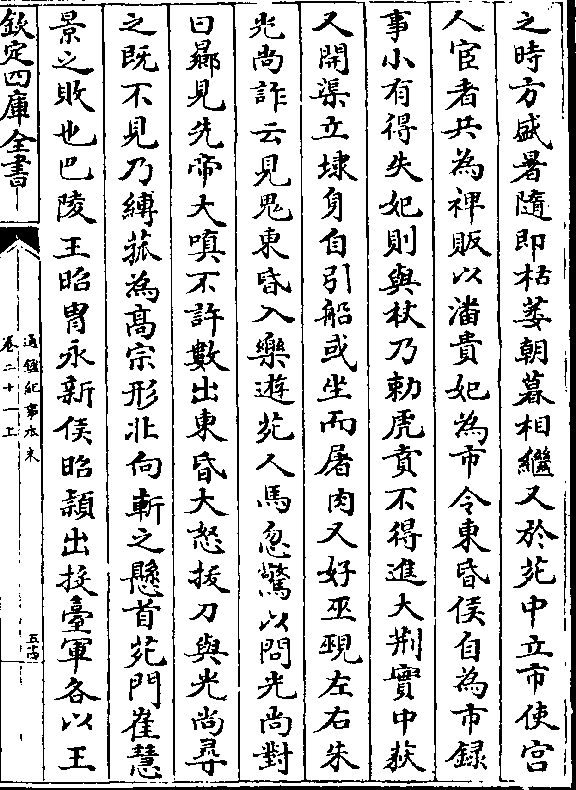 之時方盛暑隨即枯萎朝暮相繼又於苑中立市使宮
人宦者共為裨販以潘貴妃為市令東昏侯自為市録
事小有得失妃則與杖乃勅虎賁不得進大荆實中荻
又開渠立埭身自引船或坐而屠肉又好巫覡左右朱
光尚詐云見鬼東昏入樂遊苑人馬忽驚以問光尚對
曰曏見先帝大嗔不許數出東昏大怒拔刀與光尚尋
之既不見乃縛菰為高宗形北向斬之懸首苑門崔慧
景之敗也巴陵王昭胄永新侯昭頴出投臺軍各以王
欽定四庫全書
通鑑紀事本末
卷二十一上
五十四